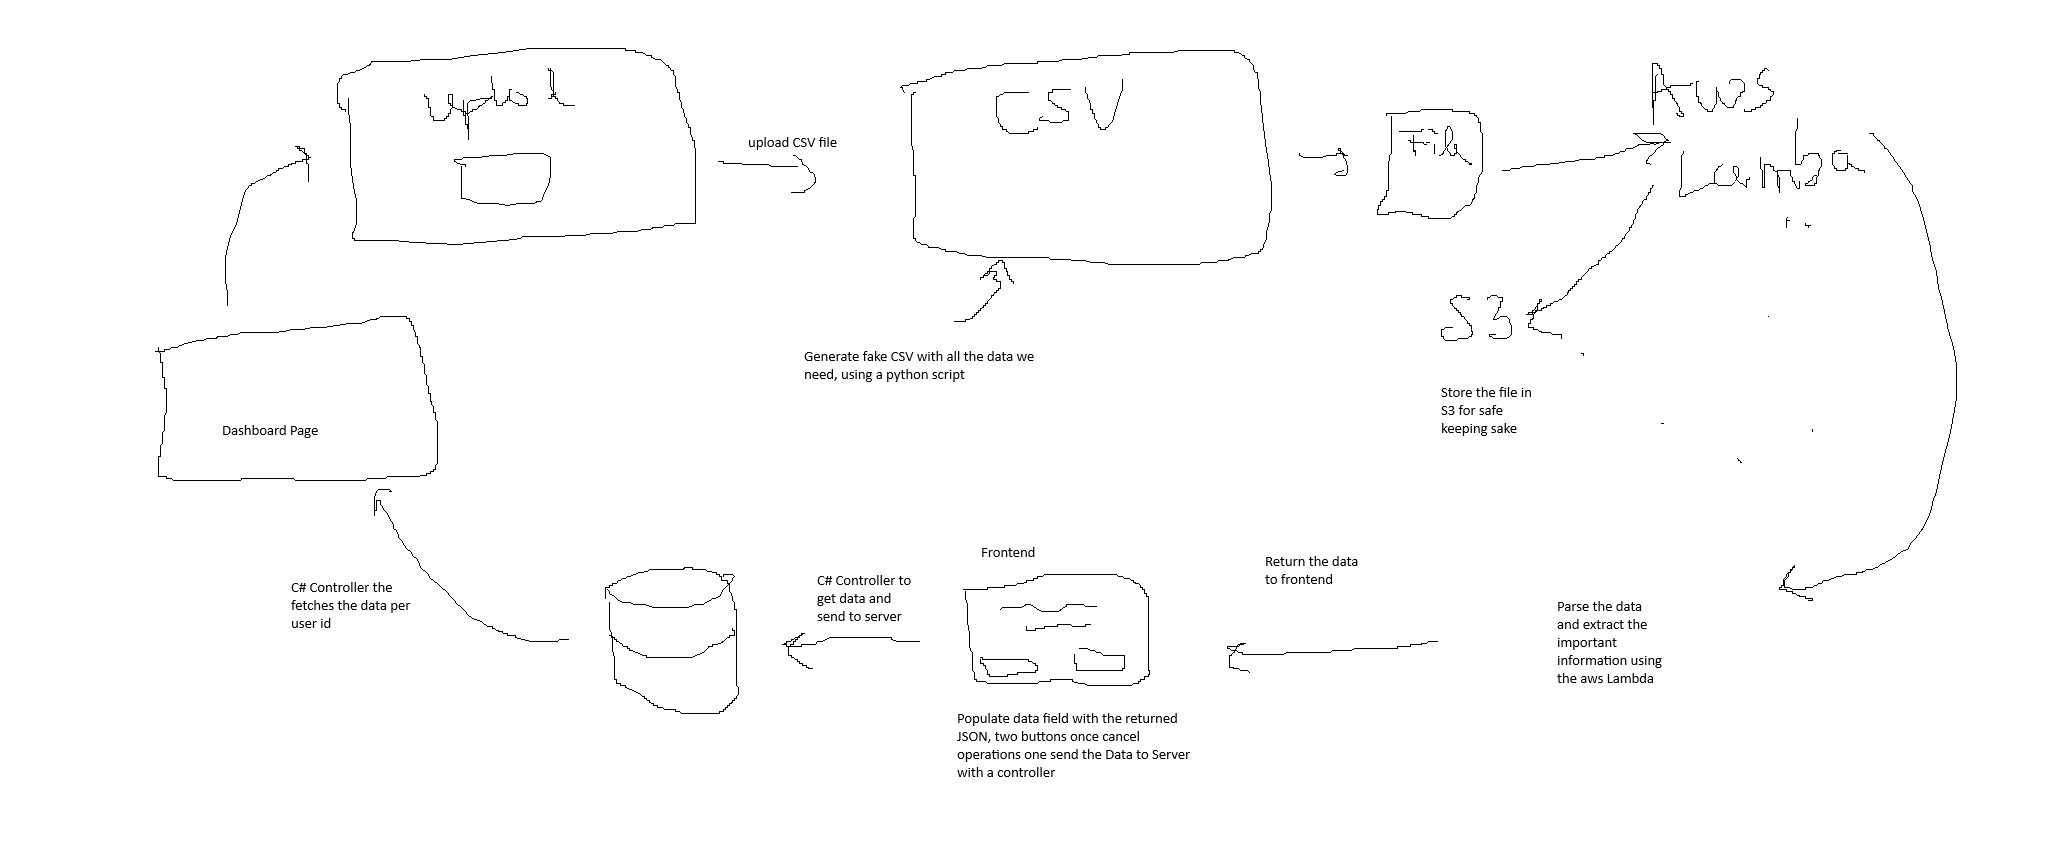 upload CSV file
CSV
File
Aws
Lamba
S3
Generate fake CSV with all the data we
need, using a python script
Store the file in
S3 for safe
keeping sake
Dashboard Page
C# Controller the
fetches the data per
user id
C# Controller to
get data and
send to server
Frontend
Populate data field with the returned
JSON, two buttons once cancel
operations one send the Data to Server
with a controller
Return the data
to frontend
Parse the data
and extract the
important
information using
the aws Lambda